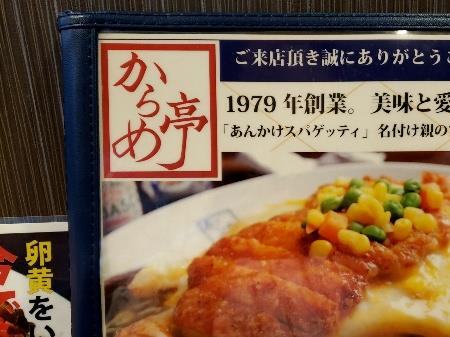 からめ亭
ご来店頂き誠にありがとうご
1979年創業。美味と愛
「あんかけスパゲッティ」名付け親の
卵黄をい